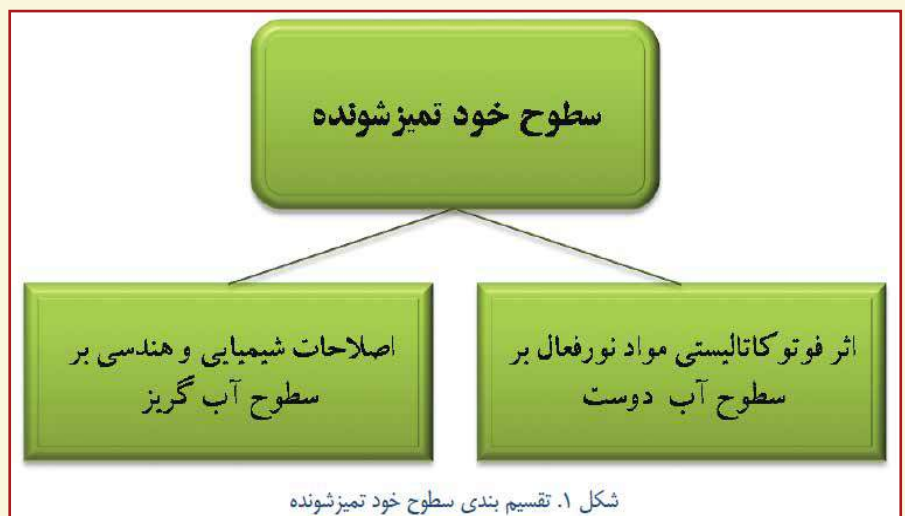 سطوح خود تمیزشونده
اثر فوتوکاتالیستی مواد نورفعال بر
سطوح آب دوست
اصلاحات شیمیایی و هندسی بر
سطوح آب گریز
شکل ۱. تقسیم بندی سطوح خود تمیزشونده